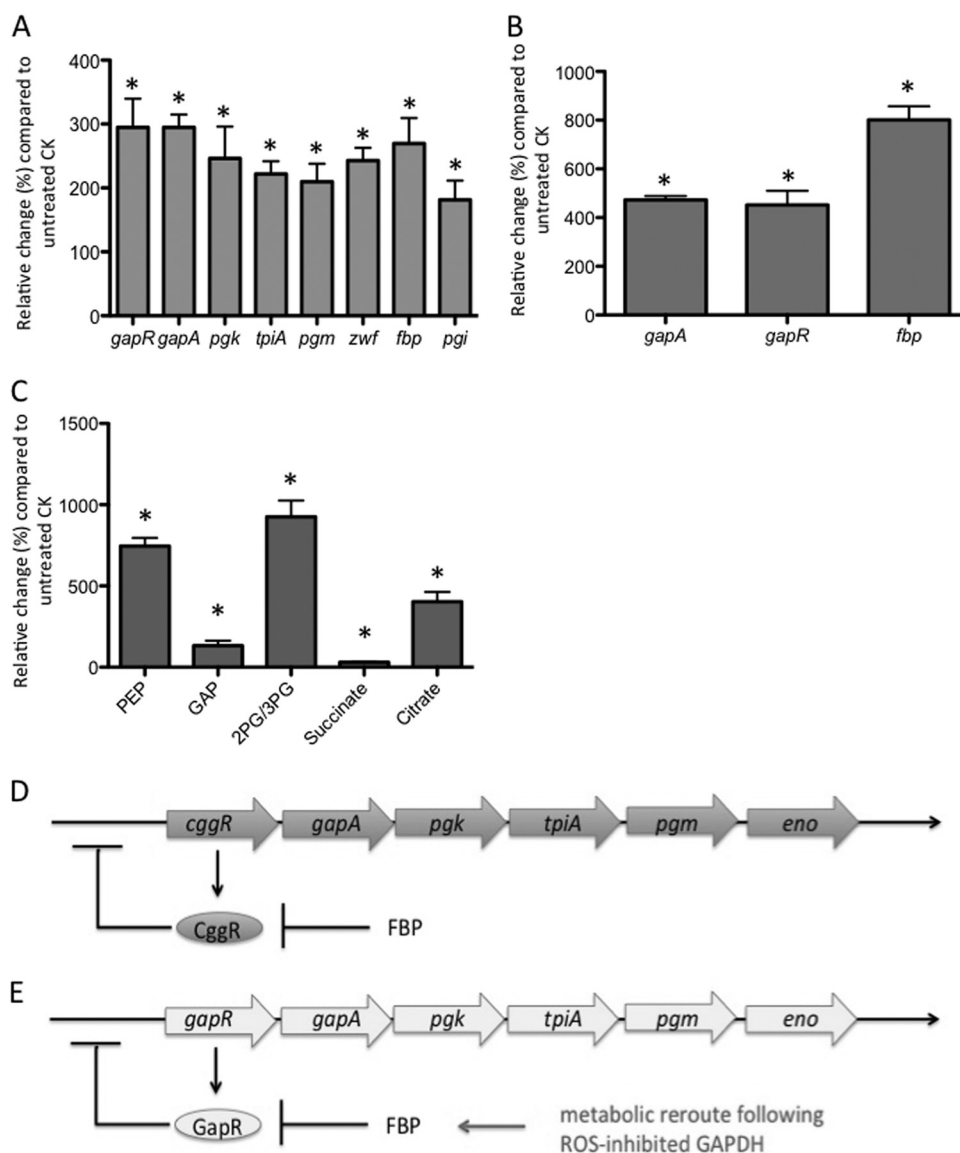 A
Relative change (%) compared to
untreated CK
400
300
200
100
0
* * * * * * * *
gapR gapA pgk tpiA pgm zwf fbp pgi
B
Relative change (%) compared to
untreated CK
1000
800
600
400
200
0
* * *
gapA gapR fbp
C
Relative change (%) compared to
untreated CK
1500
1000
500
0
* * * * *
PEP GAP 2PG/3PG Succinate Citrate
D
cggR gapA pgk tpiA pgm eno
CggR FBP
E
gapR gapA pgk tpiA pgm eno
GapR FBP metabolic reroute following
ROS-inhibited GAPDH